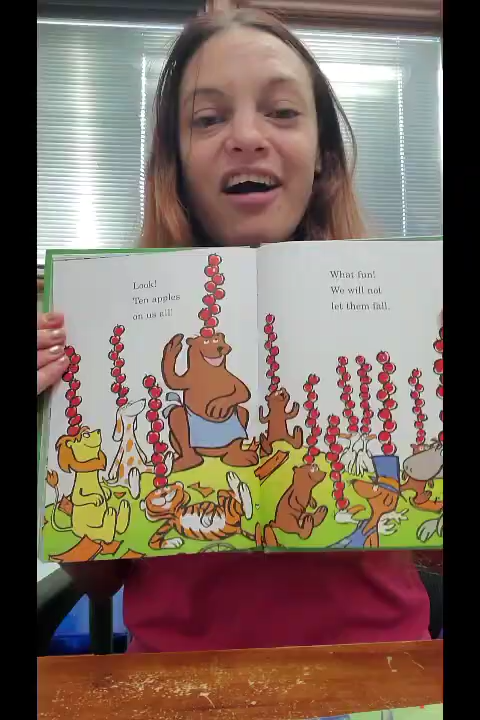 Look!
Ten apples
on us all!
What fun!
We will not
let them fall.